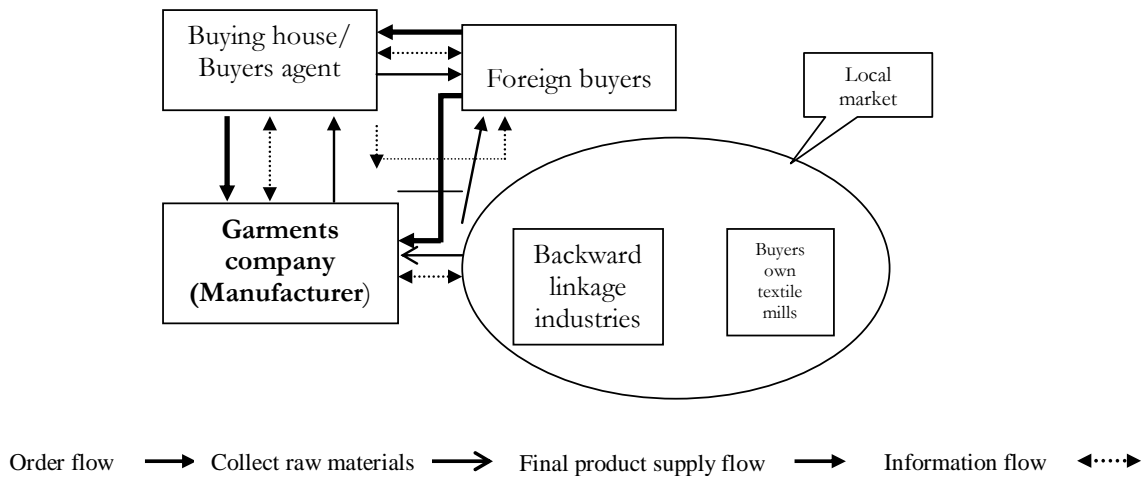 Buying house/
Buyers agent
Foreign buyers
Local
market
Garments
company
(Manufacturer)
Backward
linkage
industries
Buyers
own
textile
mills
Order flow Collect raw materials Final product supply flow Information flow